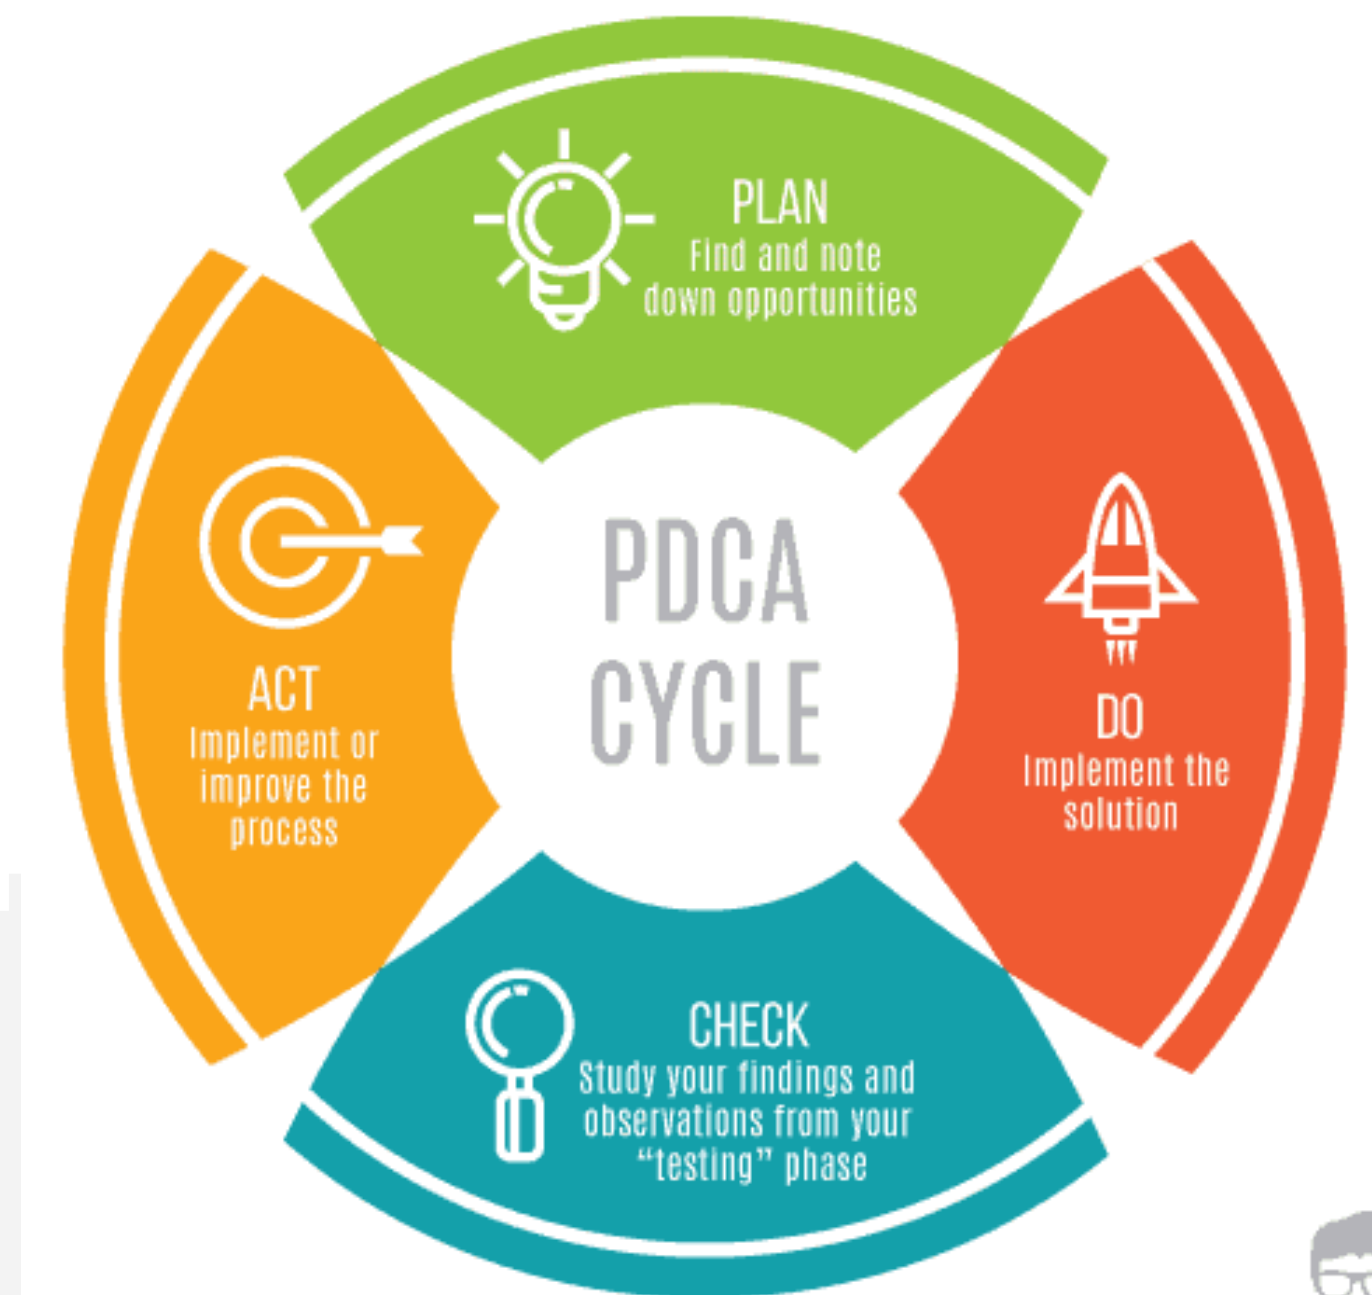 PLAN
Find and note
down opportunities
PDCA
CYCLE
DO
Implement the
solution
CHECK
Study your findings and
observations from your
“testing” phase
ACT
Implement or
improve the
process